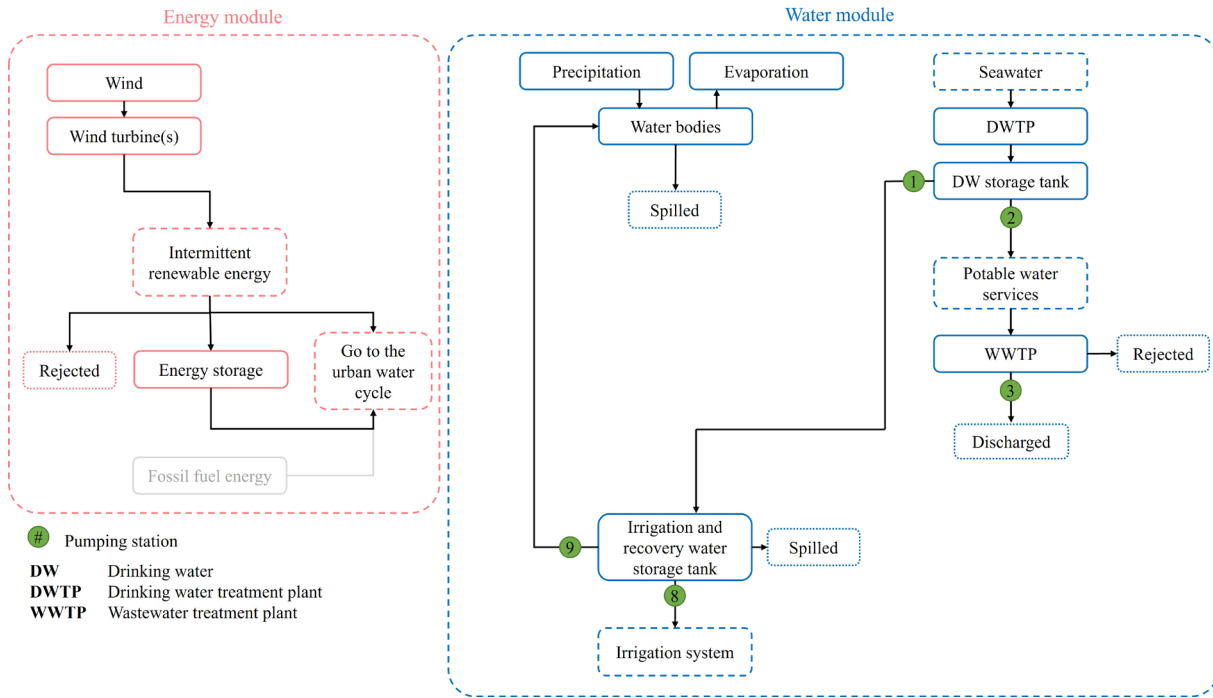 Energy module
Wind
Wind turbine(s)
Intermittent
renewable energy
Rejected
Energy storage
Go to the
urban water
cycle
Fossil fuel energy
# Pumping station
DW Drinking water
DWTP Drinking water treatment plant
WWTP Wastewater treatment plant
Water module
Precipitation
Evaporation
Water bodies
Spilled
Seawater
DWTP
DW storage tank
1
2
Potable water
services
WWTP
Rejected
3
Discharged
Irrigation and
recovery water
storage tank
Spilled
9
8
Irrigation system